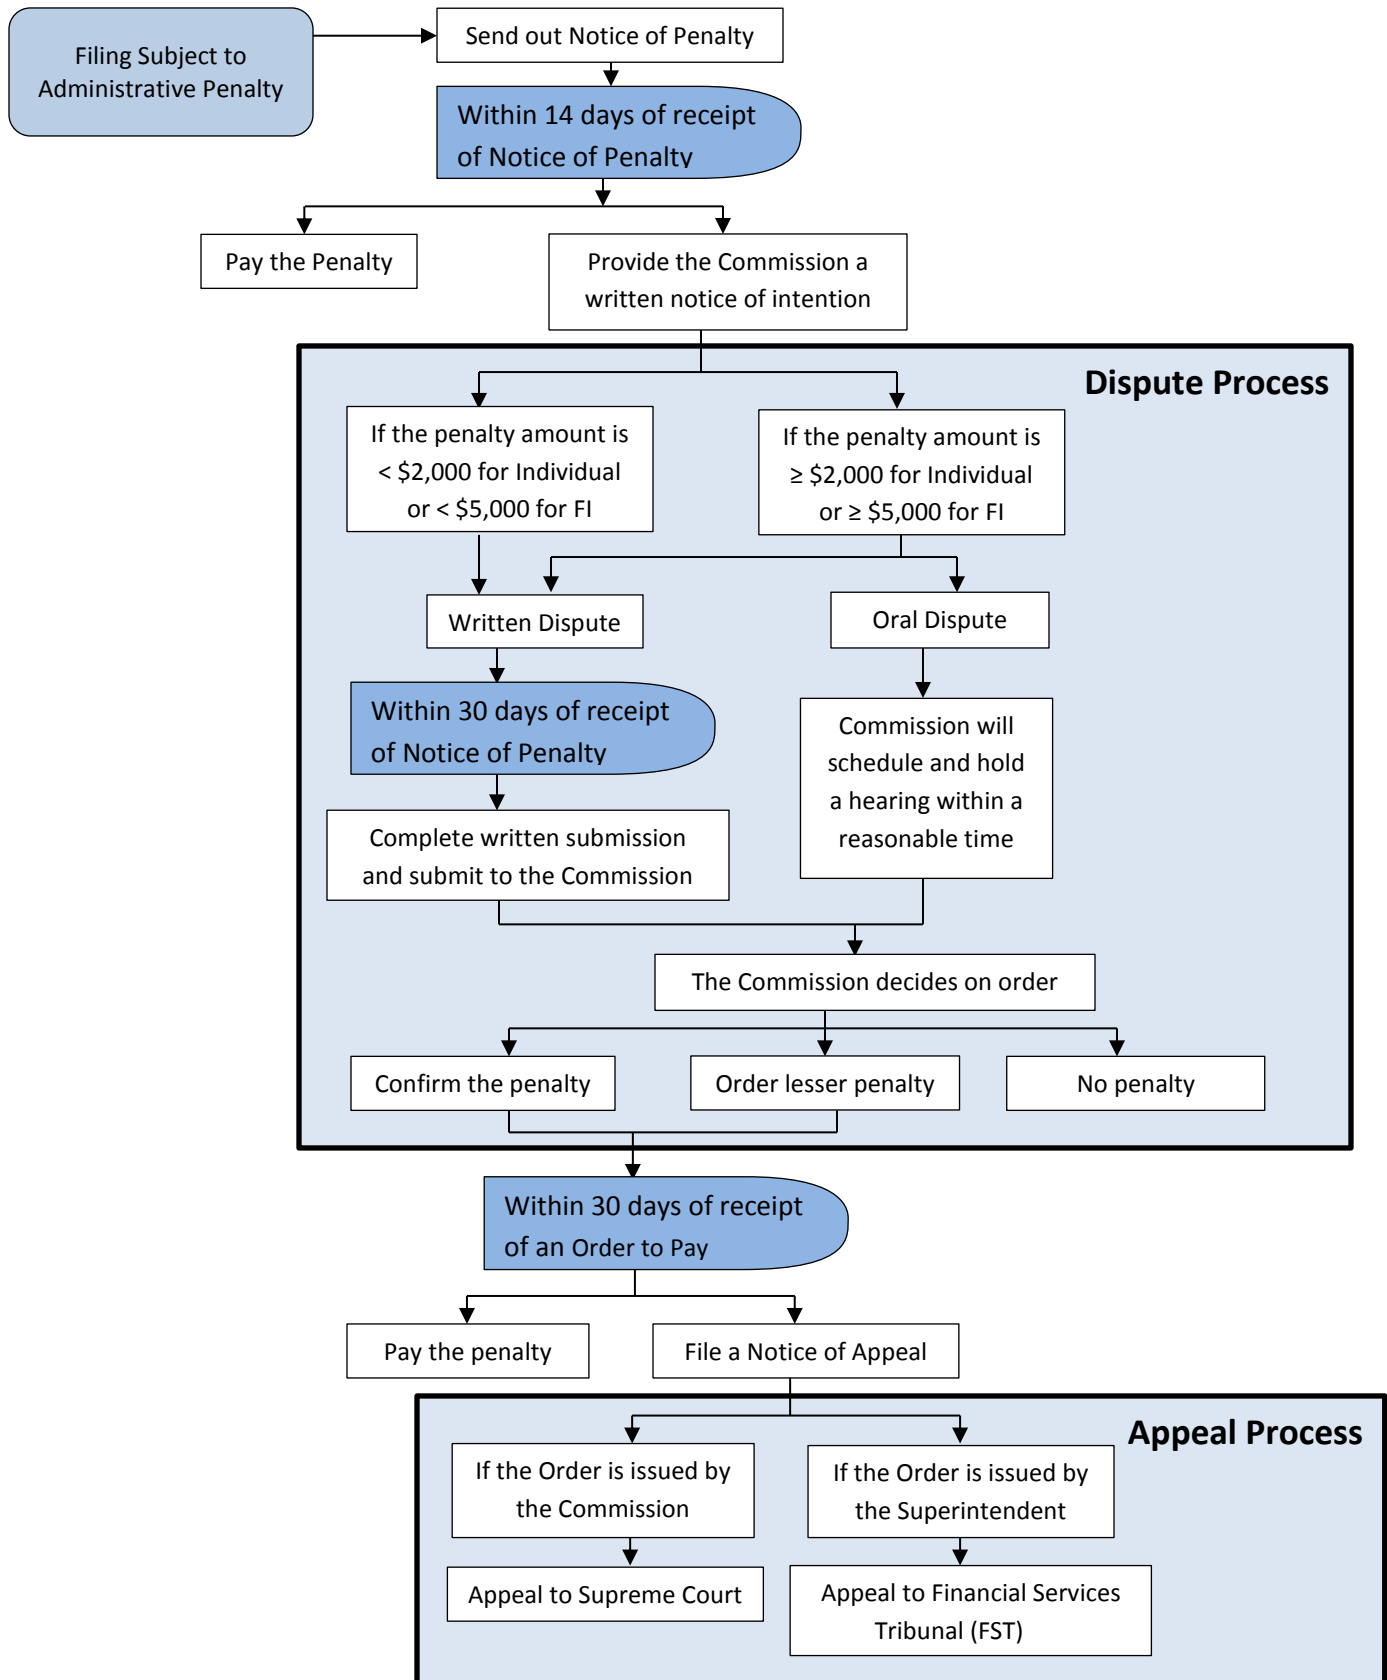 Filing Subject to
Administrative Penalty
Send out Notice of Penalty
Within 14 days of receipt
of Notice of Penalty
Pay the Penalty
Provide the Commission a
written notice of intention
Dispute Process
If the penalty amount is
< $2,000 for Individual
or < $5,000 for FI
If the penalty amount is
≥ $2,000 for Individual
or ≥ $5,000 for FI
Written Dispute
Oral Dispute
Within 30 days of receipt
of Notice of Penalty
Commission will
schedule and hold
a hearing within a
reasonable time
Complete written submission
and submit to the Commission
The Commission decides on order
Confirm the penalty
Order lesser penalty
No penalty
Within 30 days of receipt
of an Order to Pay
Pay the penalty
File a Notice of Appeal
Appeal Process
If the Order is issued by
the Commission
If the Order is issued by
the Superintendent
Appeal to Supreme Court
Appeal to Financial Services
Tribunal (FST)